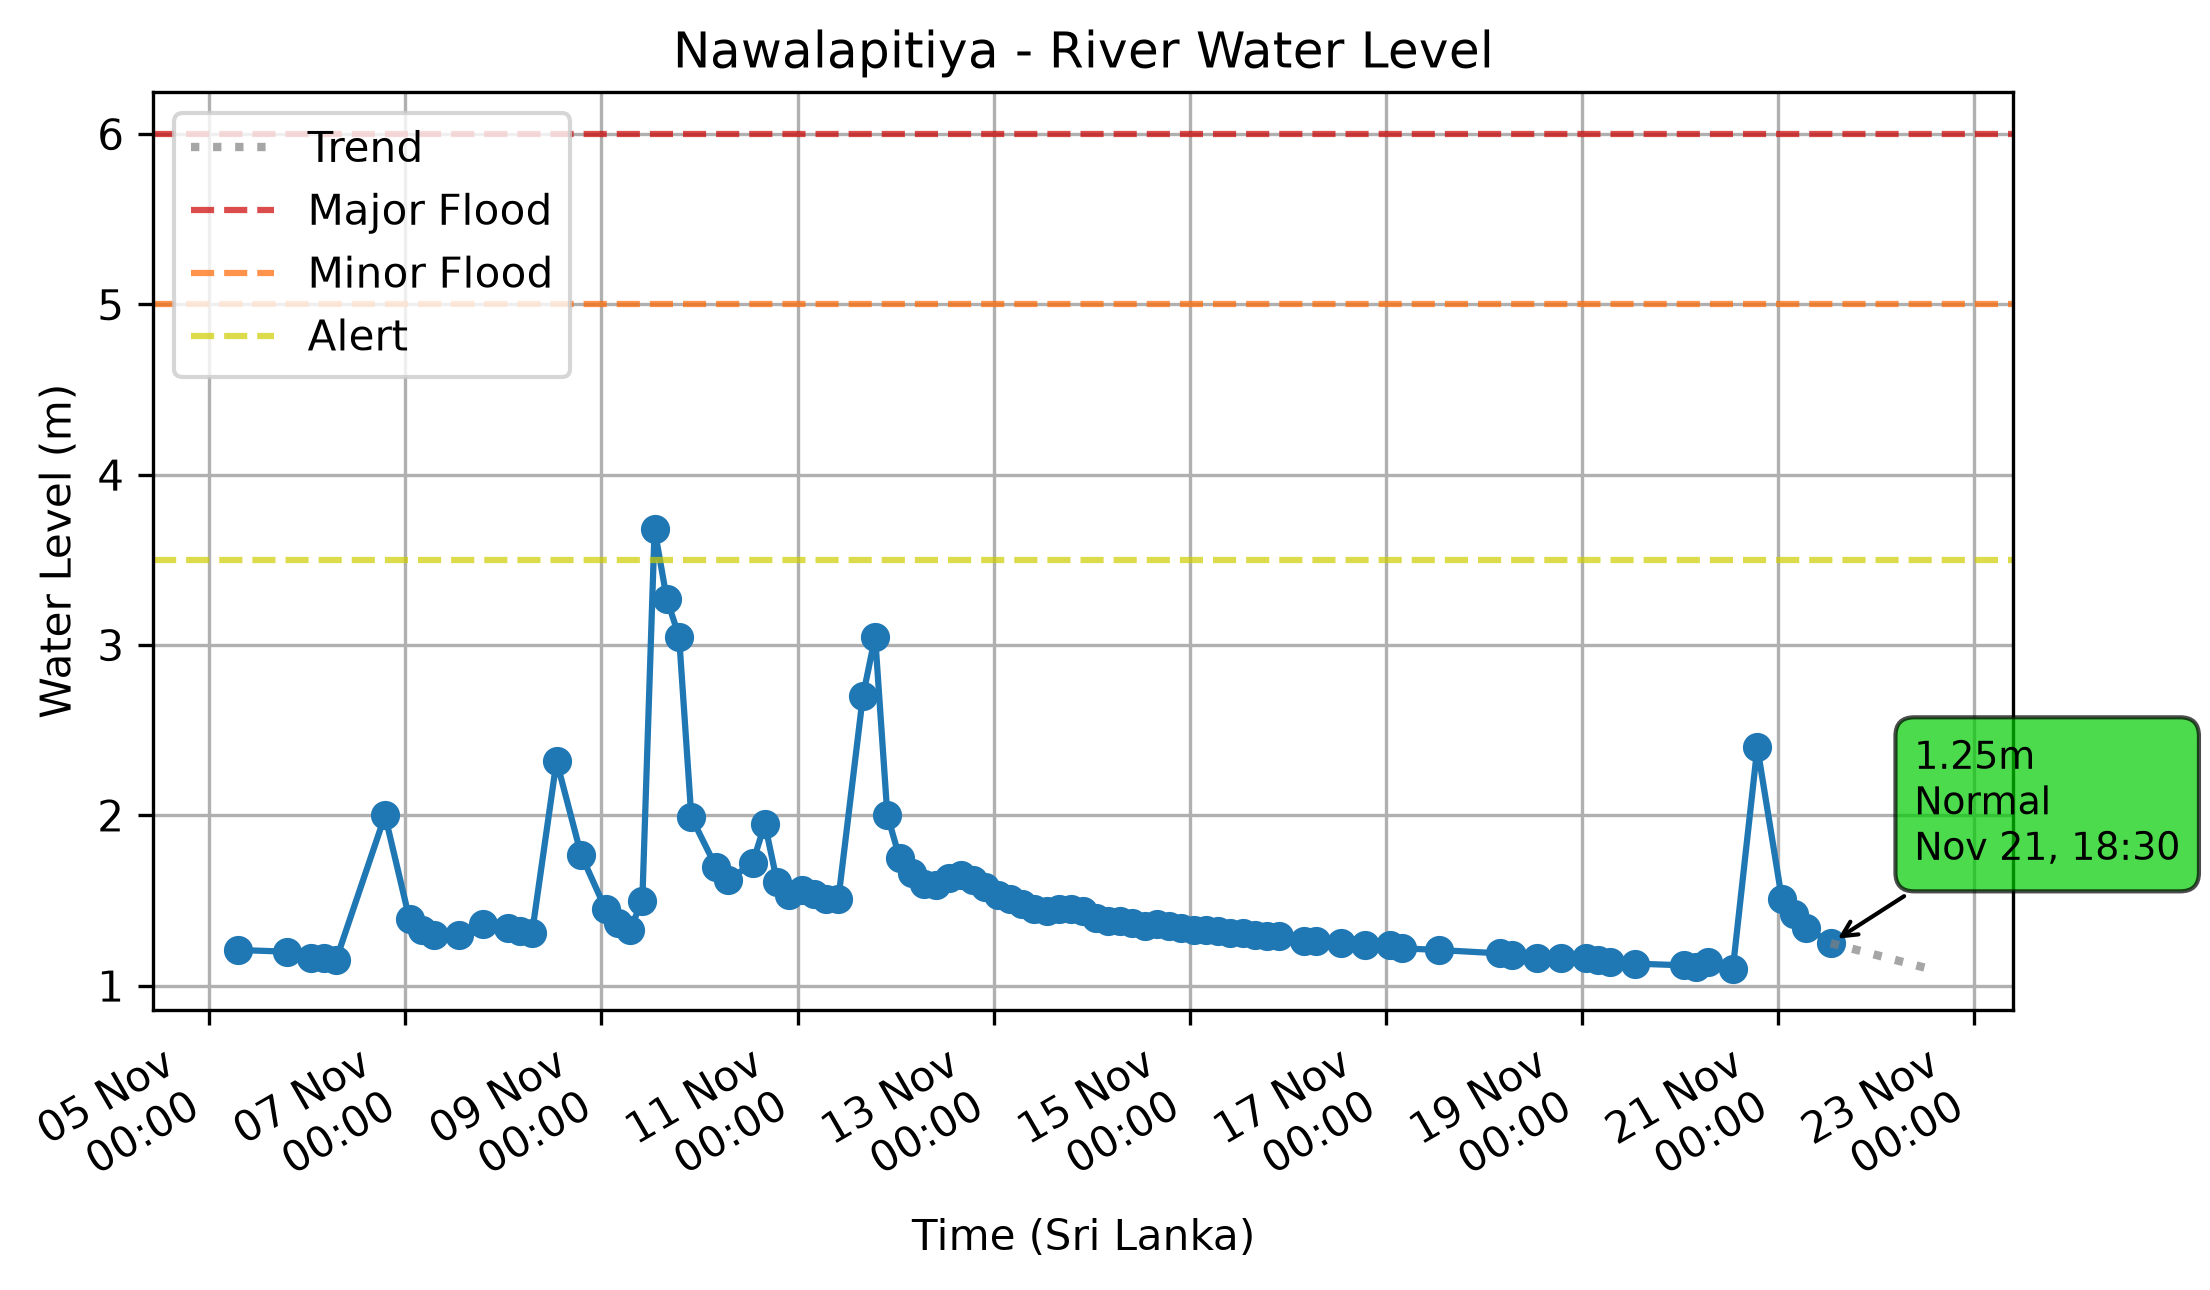 Nawalapitiya - River Water Level
Trend
Major Flood
Minor Flood
Alert
Water Level (m)
6
5
4
3
2
1
1.25m
Normal
Nov 21, 18:30
05 Nov
00:00
07 Nov
00:00
09 Nov
00:00
11 Nov
00:00
13 Nov
00:00
15 Nov
00:00
17 Nov
00:00
19 Nov
00:00
21 Nov
00:00
23 Nov
00:00
Time (Sri Lanka)